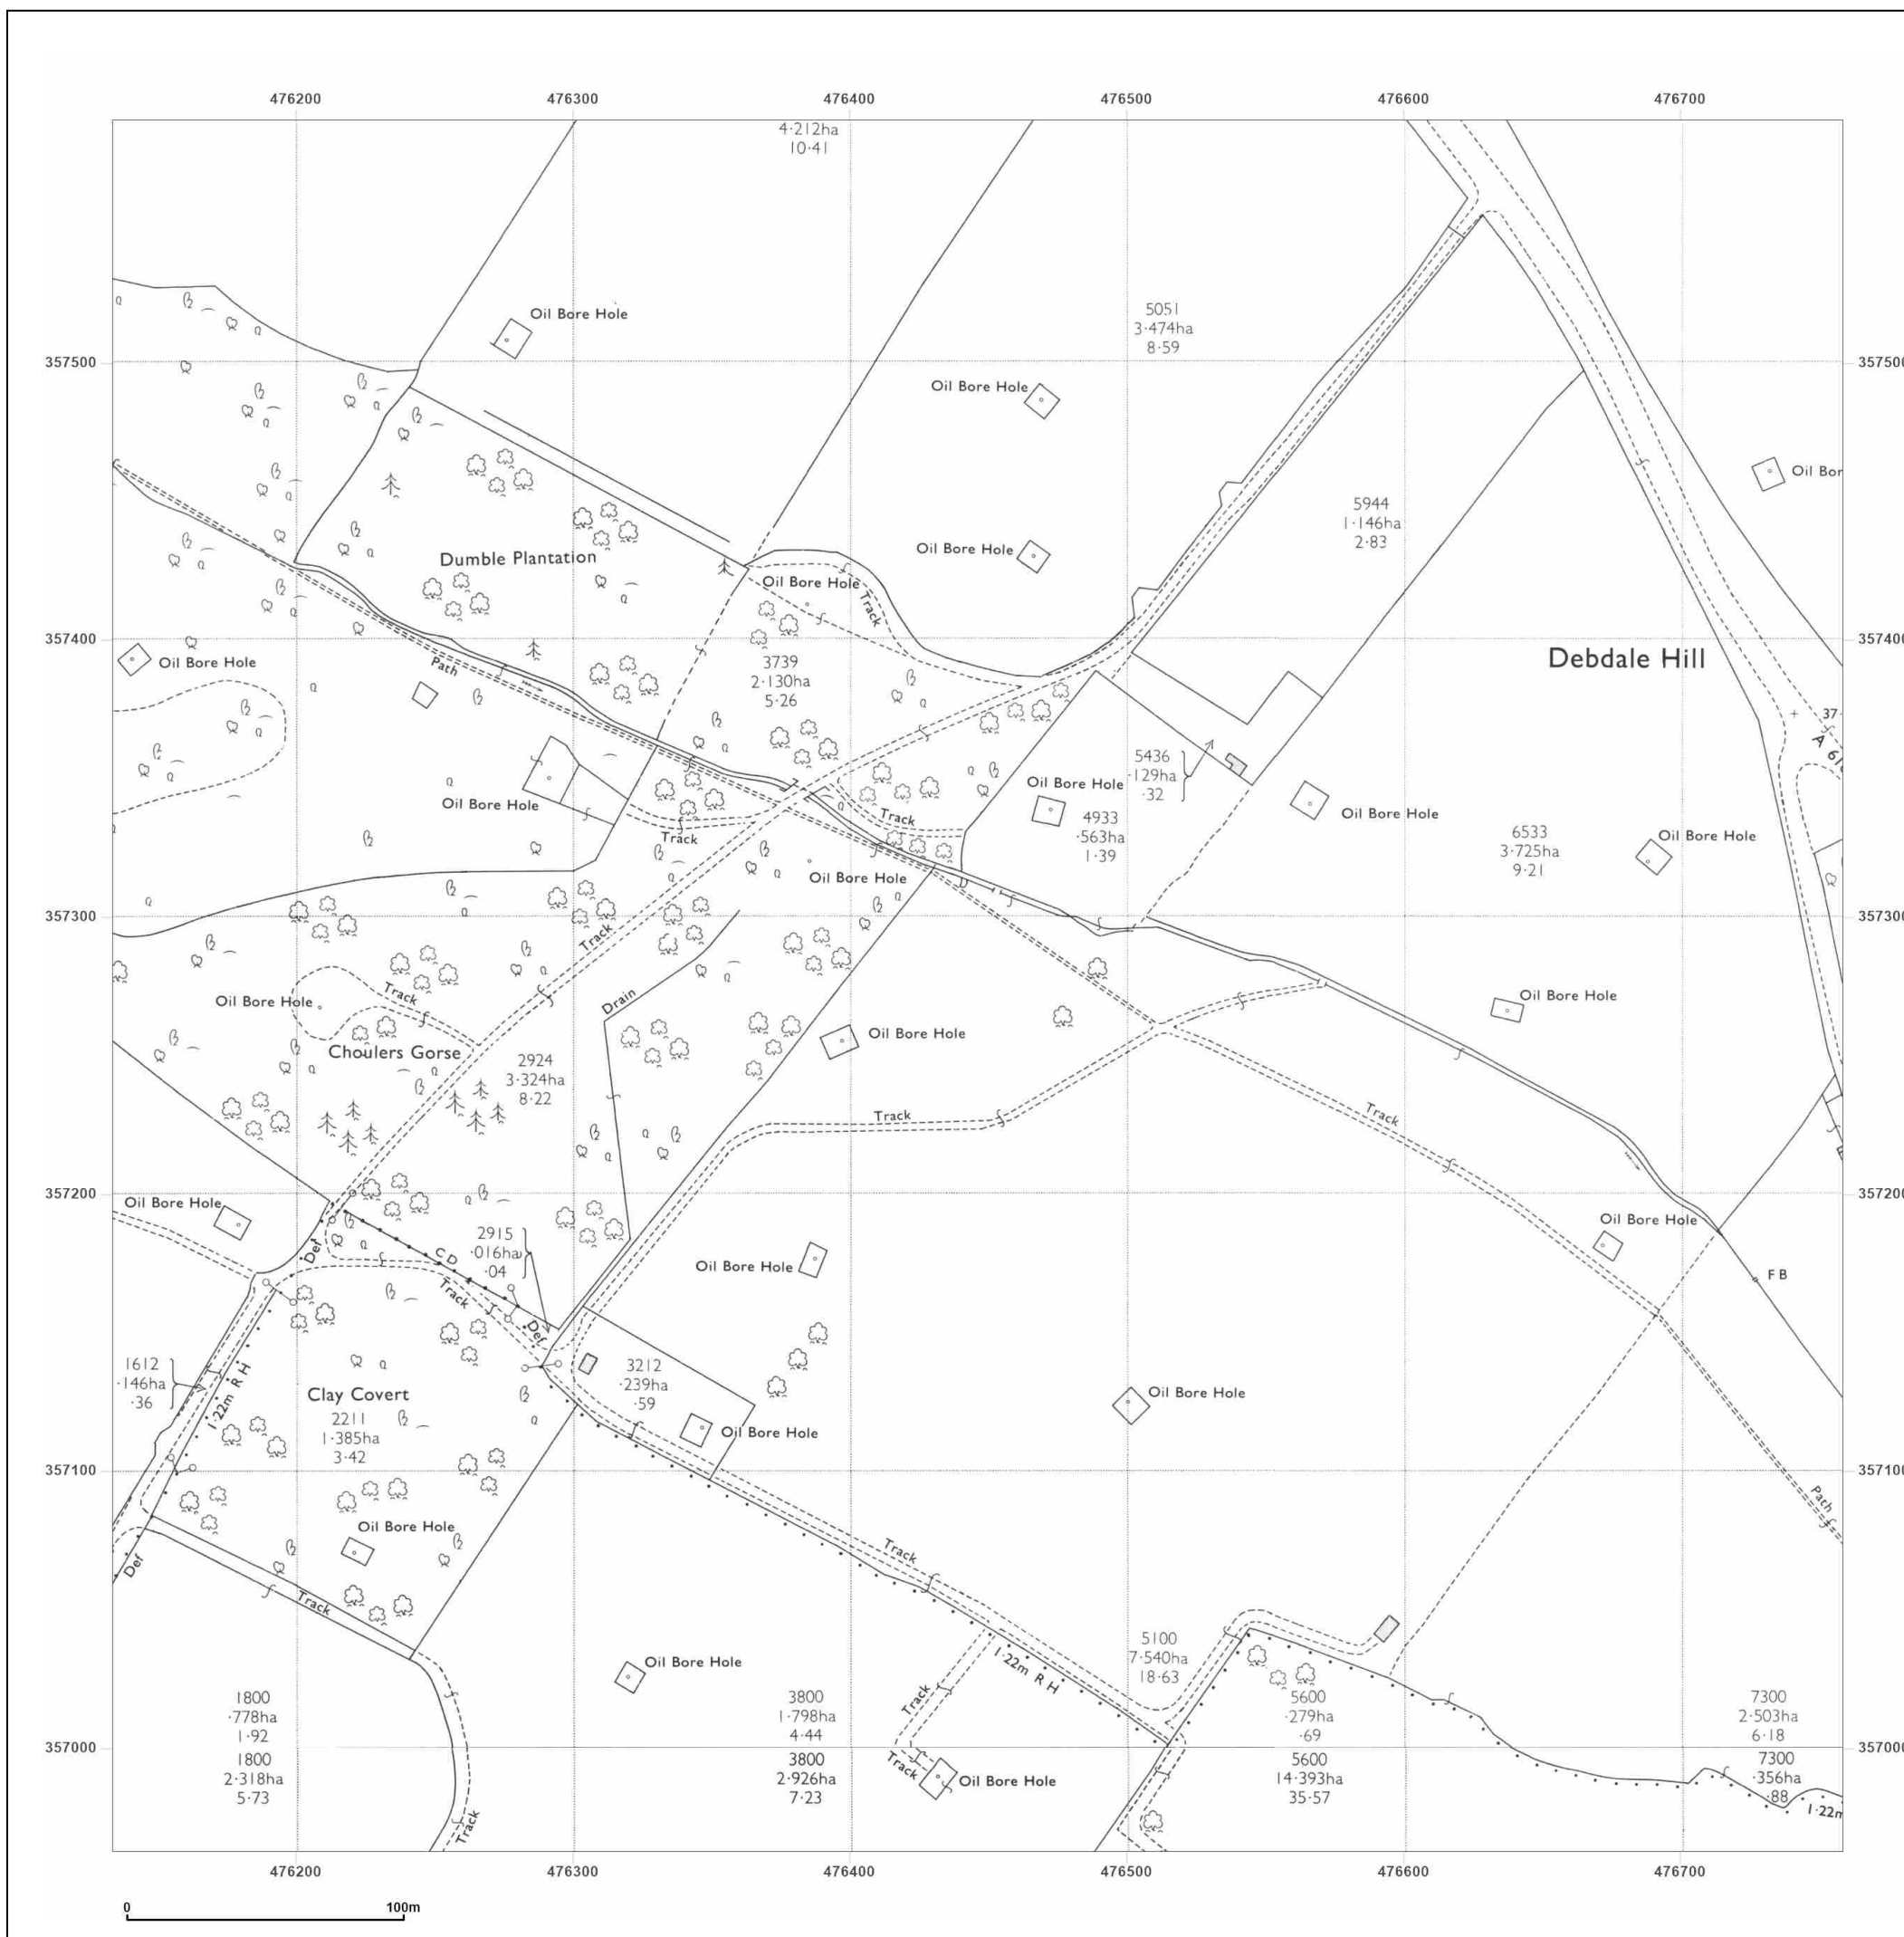 476200 476300 476400 476500 476600 476700
4·212ha
10·41
Oil Bore Hole
5051
3·474ha
8·59
357500
Oil Bore Hole
Oil Bor
5944
1·146ha
2·83
Dumble Plantation
Oil Bore Hole
Oil Bore Hole
Track
357400
Debdale Hill
Oil Bore Hole
Path
3739
2·130ha
5·26
37·
A 61
5436
·129ha
·32
Oil Bore Hole
Oil Bore Hole
Track
Track
4933
·563ha
1·39
Oil Bore Hole
6533
3·725ha
9·21
Oil Bore Hole
Oil Bore Hole
D
357300
Track
Oil Bore Hole
Track
Drain
Oil Bore Hole
Oil Bore Hole
Choulers Gorse
2924
3·324ha
8·22
Track
Track
357200
Oil Bore Hole
Def
C D
2915
·016ha
·04
Oil Bore Hole
Oil Bore Hole
F B
Track
Def
1612
·146ha
·36
1·22m R H
Clay Covert
2211
1·385ha
3·42
3212
·239ha
·59
Oil Bore Hole
Oil Bore Hole
357100
Path
Oil Bore Hole
Def
Track
Track
Oil Bore Hole
1·22m R H
5100
7·540ha
18·63
Track
1800
·778ha
1·92
3800
1·798ha
4·44
5600
·279ha
·69
7300
2·503ha
6·18
357000
1800
2·318ha
5·73
3800
2·926ha
7·23
Track
Oil Bore Hole
5600
14·393ha
35·57
7300
·356ha
·88
1·22m
Track
476200 476300 476400 476500 476600 476700
0 100m